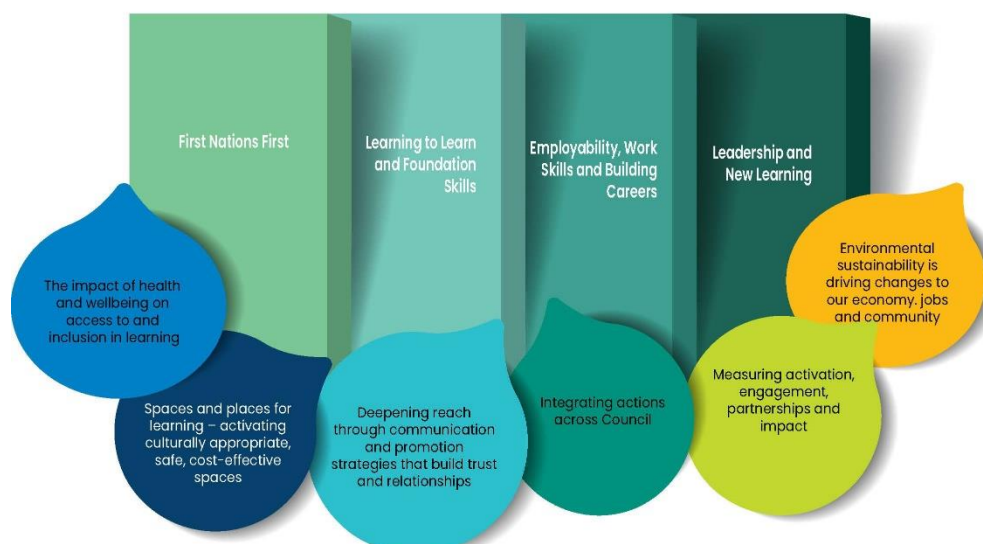 First Nations First
Learning to Learn
and Foundation
Skills
Employability, Work
Skills and Building
Careers
Leadership and
New Learning
The impact of health
and wellbeing on
access to and
inclusion in learning
Spaces and places for
learning – activating
culturally appropriate,
safe, cost-effective
spaces
Deepening reach
through communication
and promotion
strategies that build trust
and relationships
Integrating actions
across Council
Measuring activation,
engagement,
partnerships and
impact
Environmental
sustainability is
driving changes to
our economy. jobs
and community